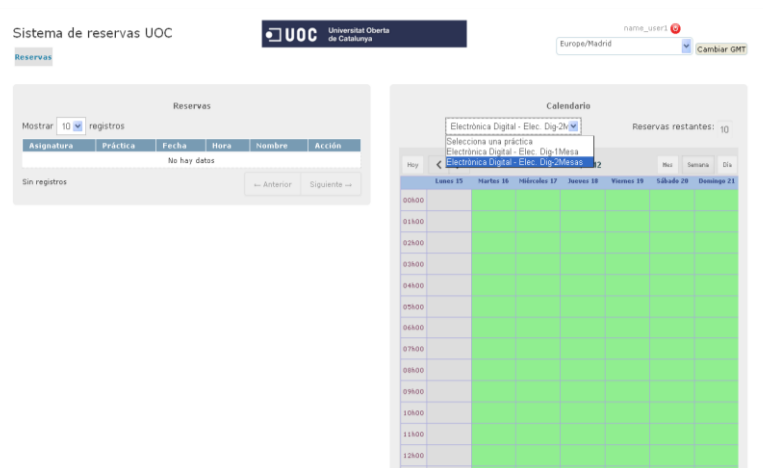 Sistema de reservas UOC
UOC Universitat Oberta de Catalunya
name_user1
Europe/Madrid
Cambiar GMT
Reservas
Reservas
Mostrar 10 registros
Asignatura Práctica Fecha Hora Nombre Acción
No hay datos
Sin registros
← Anterior Siguiente →
Calendario
Electrónica Digital - Elec. Dig-2M
Reservas restantes: 10
Selecciona una práctica
Electrónica Digital - Elec. Dig-1Mesa
Electrónica Digital - Elec. Dig-2Mesas
Hoy
Mes Semana Día
Lunes 15 Martes 16 Miércoles 17 Jueves 18 Viernes 19 Sábado 20 Domingo 21
00h00
01h00
02h00
03h00
04h00
05h00
06h00
07h00
08h00
09h00
10h00
11h00
12h00